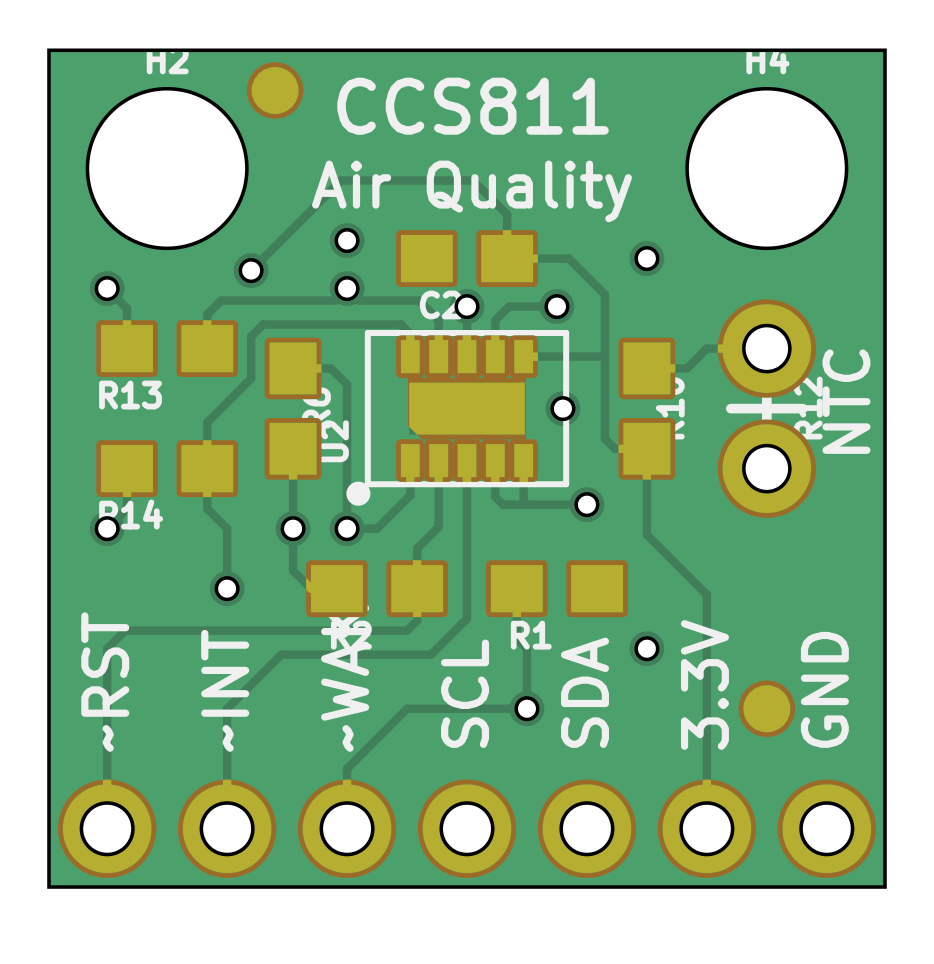 H2
H4
CCS811
Air Quality
C2
R13
R6
U2
R10
R12
NTC
R14
R1
~RST
~INT
~WAK
SCL
SDA
3.3V
GND